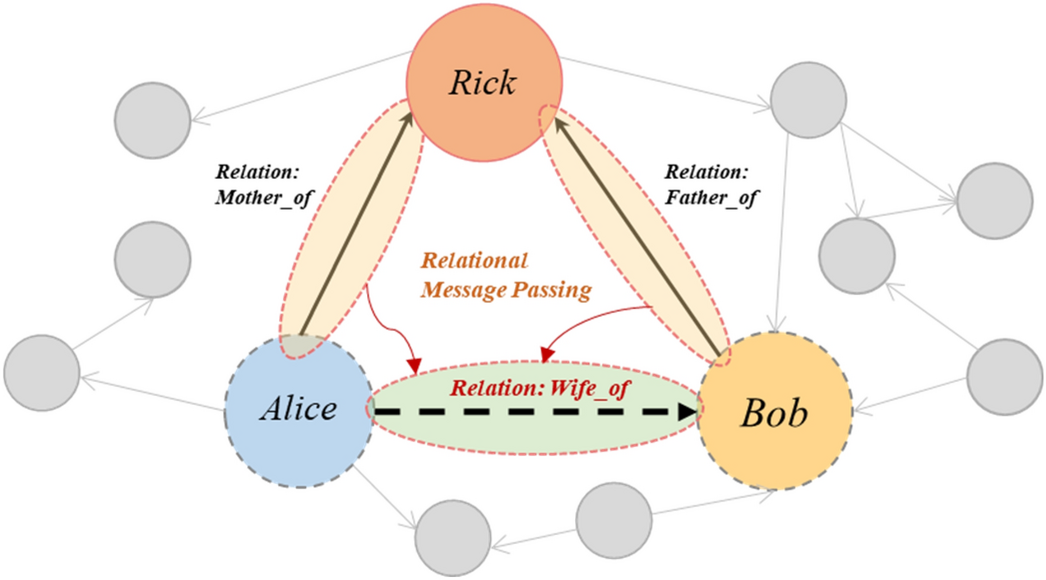 Rick
Relation:
Mother_of
Relation:
Father_of
Relational
Message Passing
Relation: Wife_of
Alice
Bob